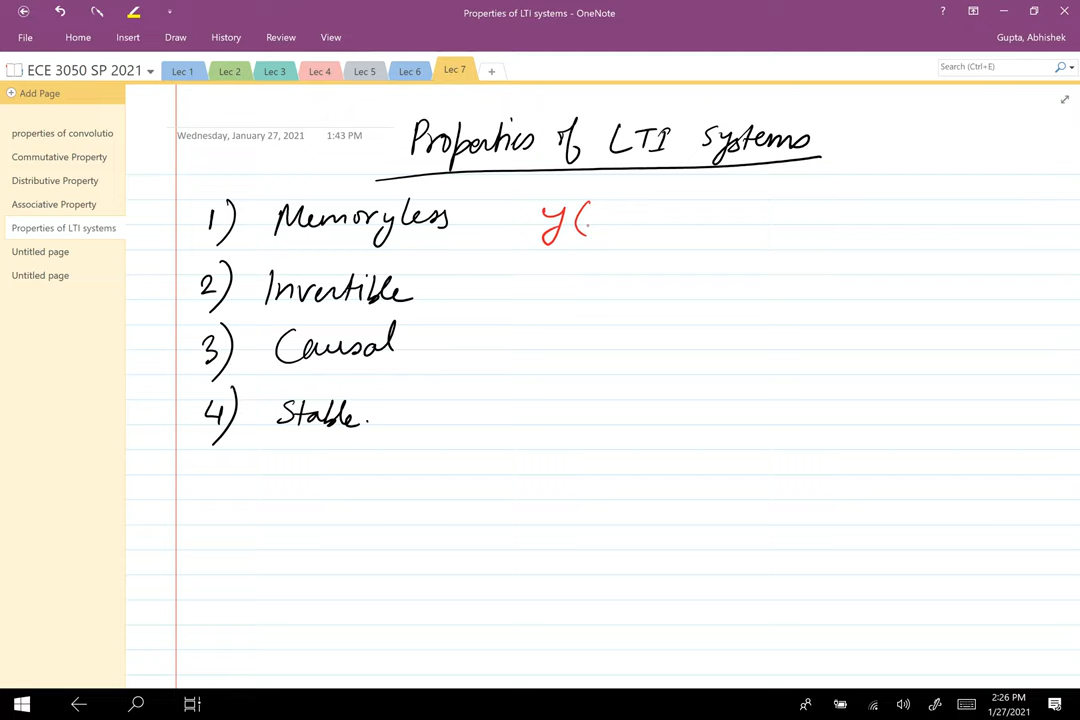 Properties of LTI systems - OneNote
?
File Home Insert Draw History Review View
Gupta, Abhishek
ECE 3050 SP 2021
Lec 1 Lec 2 Lec 3 Lec 4 Lec 5 Lec 6 Lec 7
Search (Ctrl+E)
Add Page
properties of convolutio
Commutative Property
Distributive Property
Associative Property
Properties of LTI systems
Untitled page
Untitled page
Wednesday, January 27, 2021 1:43 PM
Properties of LTI systems
1) Memoryless y(
2) Invertible
3) Causal
4) Stable.
2:26 PM
1/27/2021